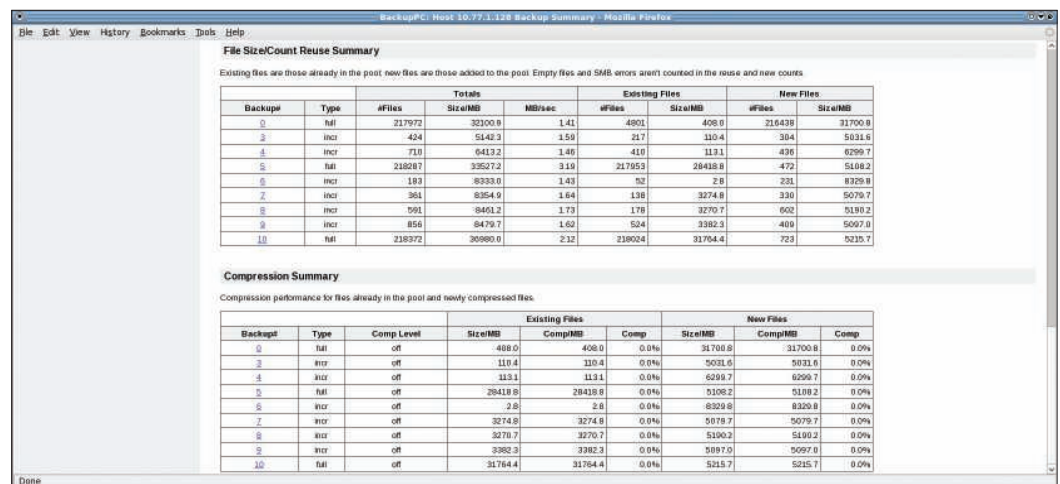 BackupPC: Host 10.77.1.128 Backup Summary - Mozilla Firefox
File Edit View History Bookmarks Tools Help
File Size/Count Reuse Summary
Existing files are those already in the pool; new files are those added to the pool. Empty files and SMB errors aren't counted in the reuse and new counts.
Totals Existing Files New Files
Backup# Type #Files Size/MB MB/sec #Files Size/MB #Files Size/MB
0 full 217972 32100.9 1.41 4801 408.0 216438 31700.8
3 incr 424 5142.3 1.59 217 110.4 304 5031.6
4 incr 710 6413.2 1.46 410 113.1 436 6299.7
5 full 218287 33527.2 3.19 217953 28418.8 472 5108.2
6 incr 183 8333.0 1.43 52 2.8 231 8329.8
7 incr 361 8354.9 1.64 138 3274.8 330 5079.7
8 incr 591 8461.2 1.73 178 3270.7 602 5190.2
9 incr 856 8479.7 1.62 524 3382.3 409 5097.0
10 full 218372 36980.0 2.12 218024 31764.4 723 5215.7
Compression Summary
Compression performance for files already in the pool and newly compressed files.
Existing Files New Files
Backup# Type Comp Level Size/MB Comp/MB Comp Size/MB Comp/MB Comp
0 full off 408.0 408.0 0.0% 31700.8 31700.8 0.0%
3 incr off 110.4 110.4 0.0% 5031.6 5031.6 0.0%
4 incr off 113.1 113.1 0.0% 6299.7 6299.7 0.0%
5 full off 28418.8 28418.8 0.0% 5108.2 5108.2 0.0%
6 incr off 2.8 2.8 0.0% 8329.8 8329.8 0.0%
7 incr off 3274.8 3274.8 0.0% 5079.7 5079.7 0.0%
8 incr off 3270.7 3270.7 0.0% 5190.2 5190.2 0.0%
9 incr off 3382.3 3382.3 0.0% 5097.0 5097.0 0.0%
10 full off 31764.4 31764.4 0.0% 5215.7 5215.7 0.0%
Done